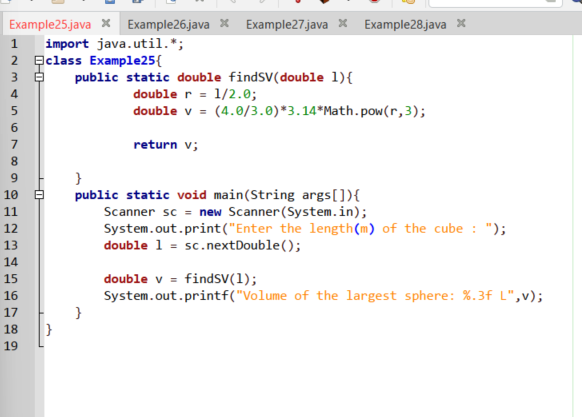 Example25.java Example26.java Example27.java Example28.java
1 import java.util.*;
2 class Example25{
3 public static double findSV(double l){
4 double r = l/2.0;
5 double v = (4.0/3.0)*3.14*Math.pow(r,3);
6
7 return v;
8
9 }
10 public static void main(String args[]){
11 Scanner sc = new Scanner(System.in);
12 System.out.print("Enter the length(m) of the cube : ");
13 double l = sc.nextDouble();
14
15 double v = findSV(l);
16 System.out.printf("Volume of the largest sphere: %.3f L",v);
17 }
18 }
19